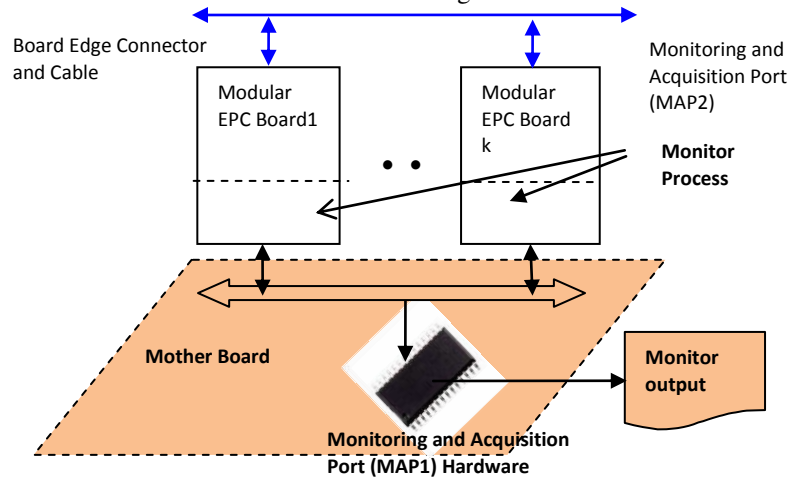 Board Edge Connector
and Cable
Monitoring and
Acquisition Port
(MAP2)
Modular
EPC Board1
Modular
EPC Board
k
Monitor
Process
Mother Board
Monitor
output
Monitoring and Acquisition
Port (MAP1) Hardware